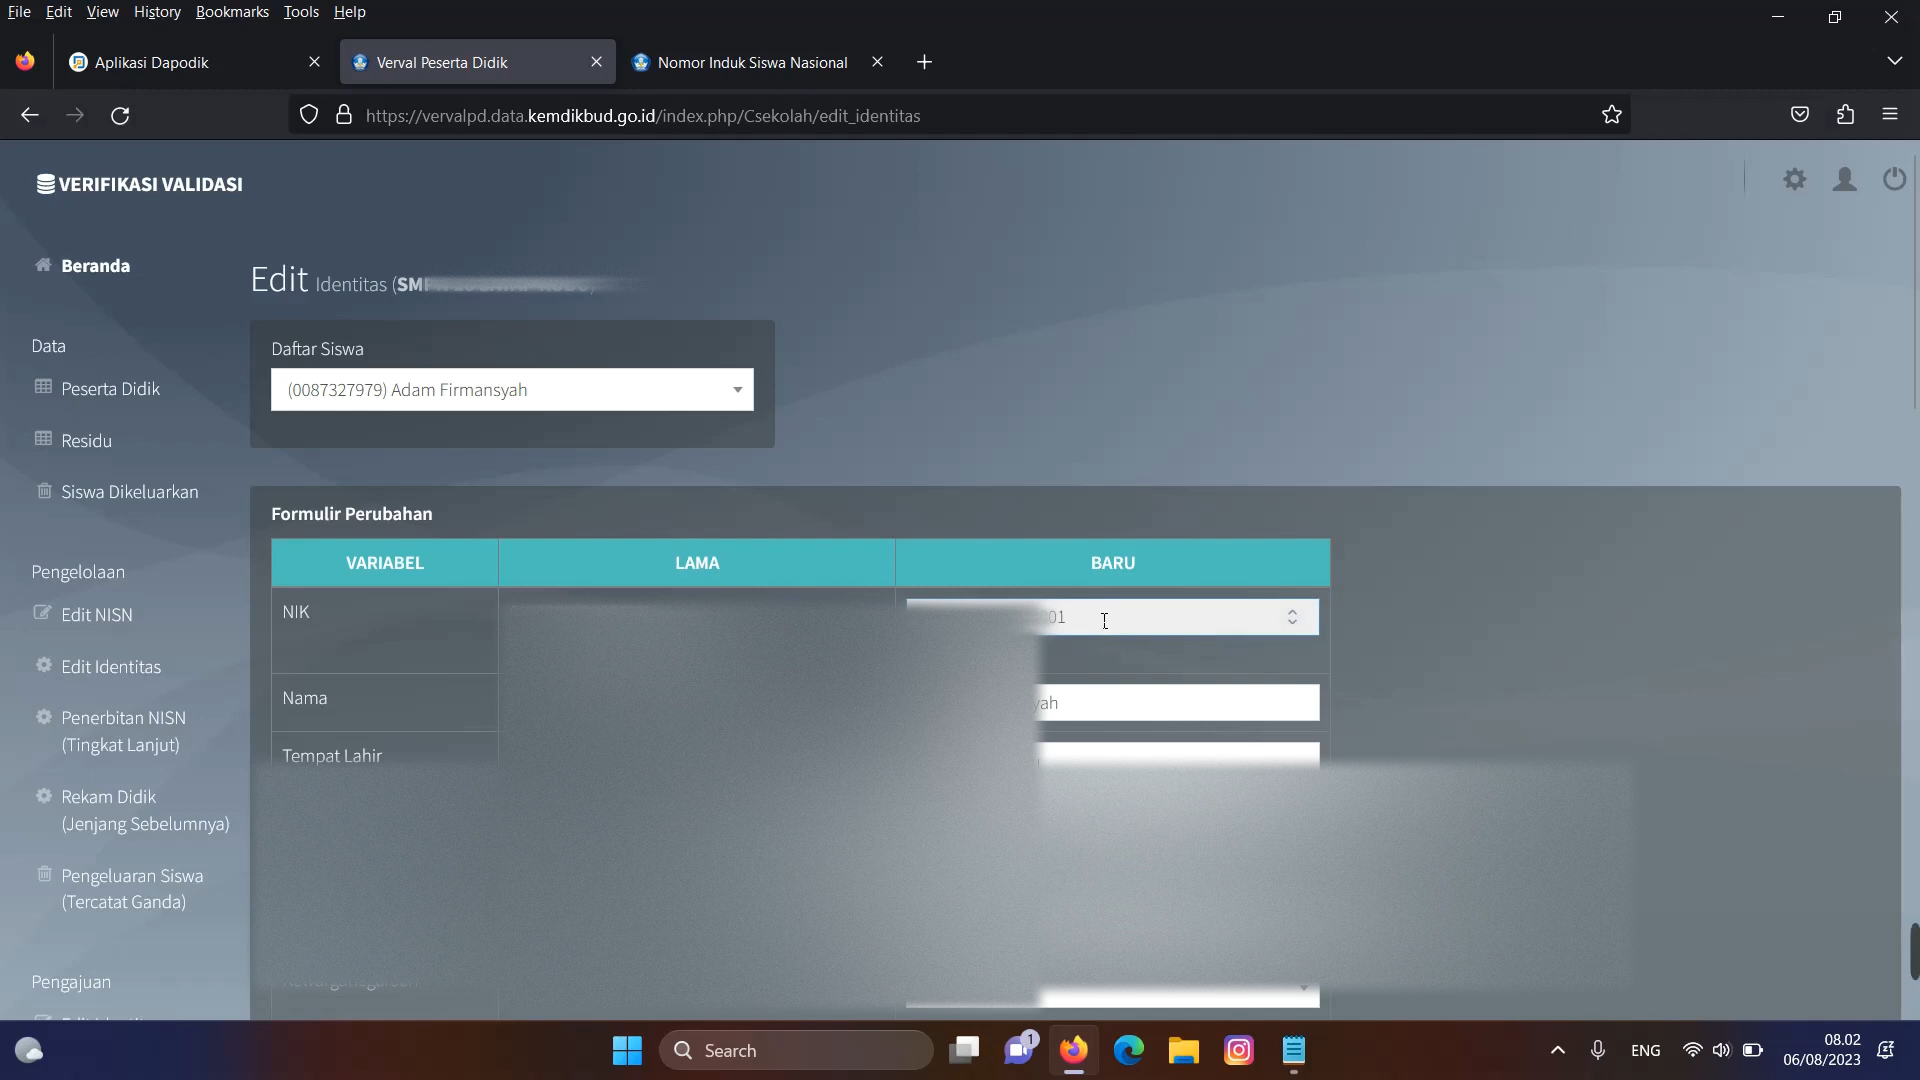 File Edit View History Bookmarks Tools Help
Aplikasi Dapodik
Verval Peserta Didik
Nomor Induk Siswa Nasional
https://vervalpd.data.kemdikbud.go.id/index.php/Csekolah/edit_identitas
VERIFIKASI VALIDASI
Beranda
Data
Peserta Didik
Residu
Siswa Dikeluarkan
Pengelolaan
Edit NISN
Edit Identitas
Penerbitan NISN
(Tingkat Lanjut)
Rekam Didik
(Jenjang Sebelumnya)
Pengeluaran Siswa
(Tercatat Ganda)
Pengajuan
Edit Identitas (SM
Daftar Siswa
(0087327979) Adam Firmansyah
Formulir Perubahan
VARIABEL LAMA BARU
NIK 01
Nama yah
Tempat Lahir
Search
1
ENG
08.02
06/08/2023